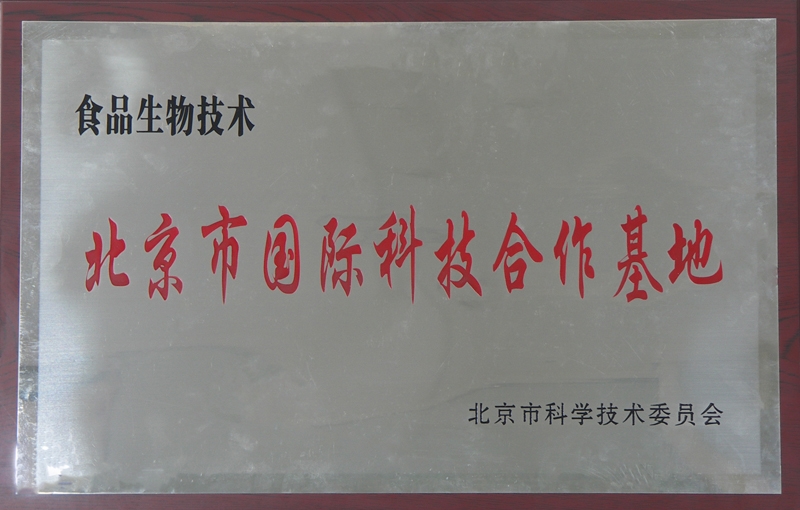 食品生物技术
北京市国际科技合作基地
北京市科学技术委员会